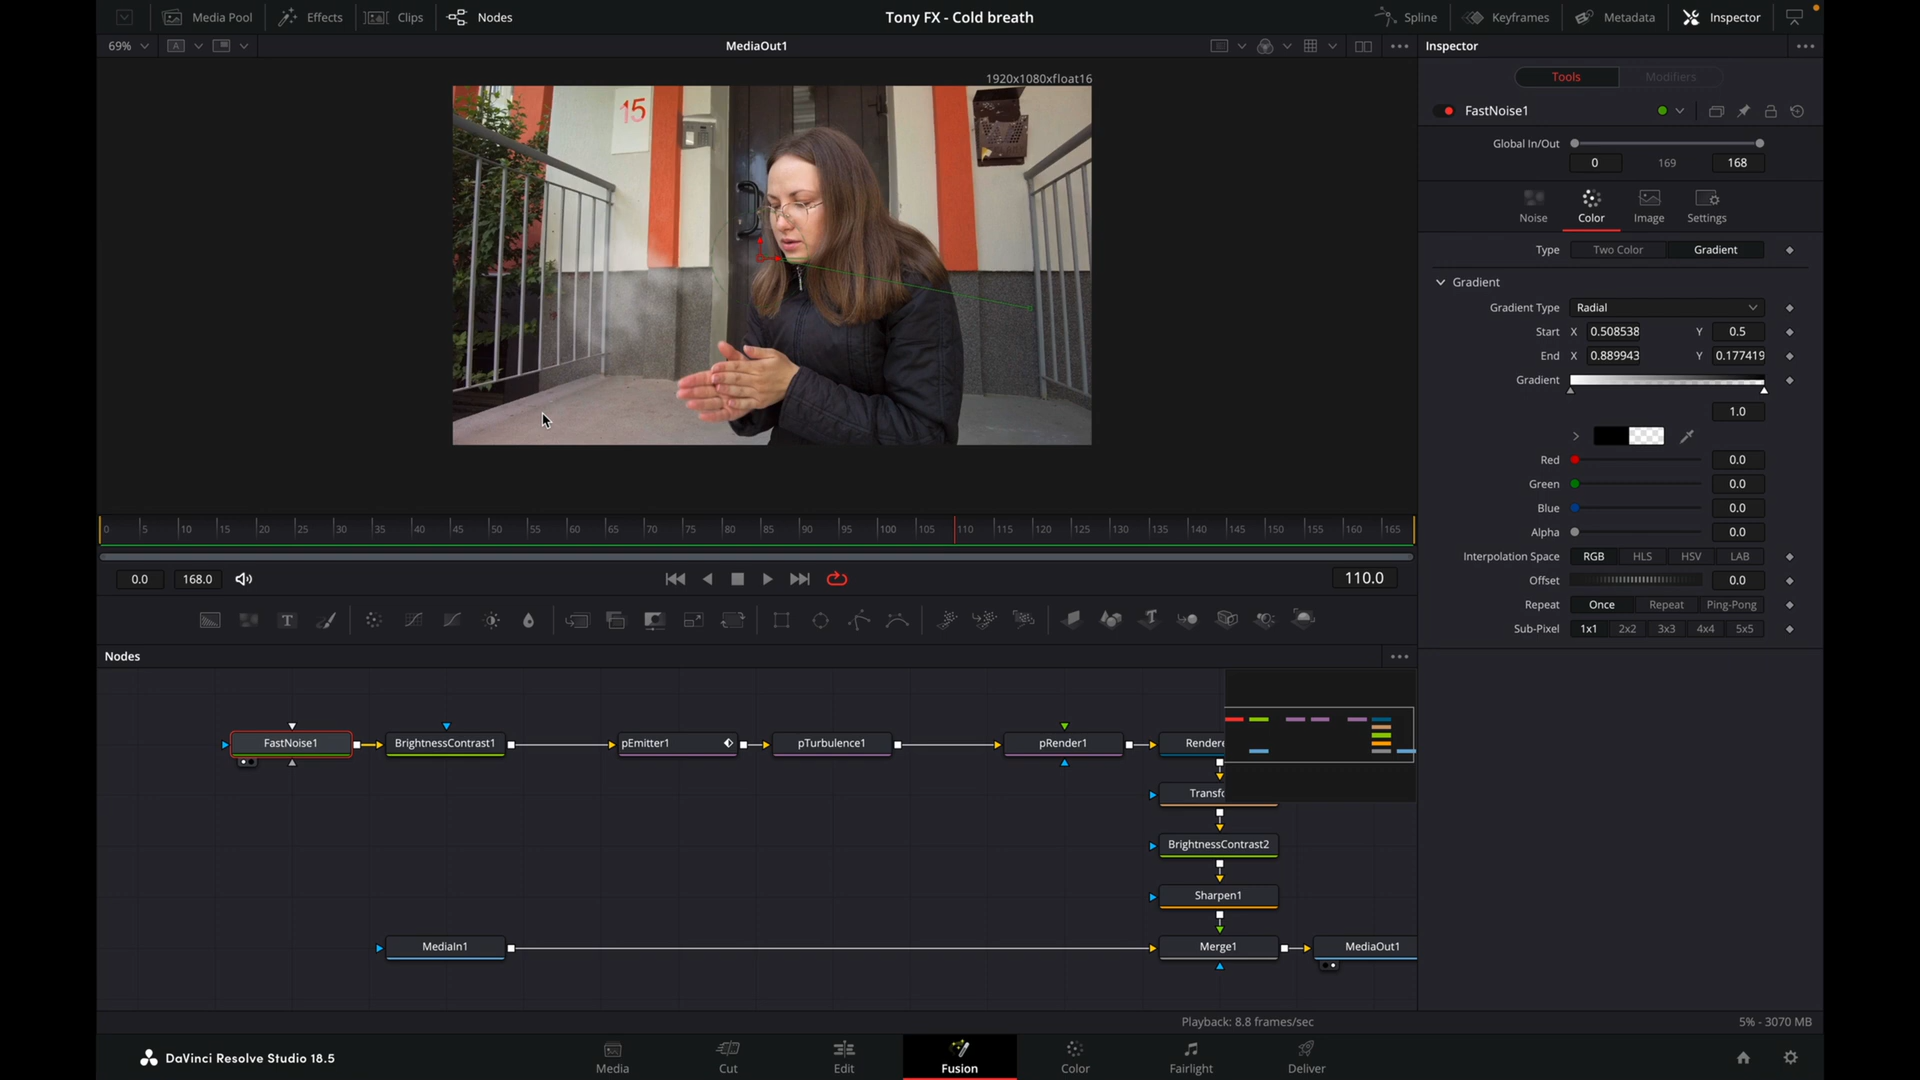 Media Pool Effects Clips Nodes Tony FX - Cold breath Spline Keyframes Metadata Inspector
69% A MediaOut1 Inspector
1920x1080xfloat16
15
Tools Modifiers
FastNoise1
Global In/Out
0 169 168
Noise Color Image Settings
Type Two Color Gradient
Gradient
Gradient Type Radial
Start X 0.508538 Y 0.5
End X 0.889943 Y 0.177419
Gradient
1.0
Red 0.0
Green 0.0
Blue 0.0
Alpha 0.0
Interpolation Space RGB HLS HSV LAB
Offset 0.0
Repeat Once Repeat Ping-Pong
Sub-Pixel 1x1 2x2 3x3 4x4 5x5
0 5 10 15 20 25 30 35 40 45 50 55 60 65 70 75 80 85 90 95 100 105 110 115 120 125 130 135 140 145 150 155 160 165
0.0 168.0 110.0
T T
Nodes
FastNoise1 BrightnessContrast1 pEmitter1 pTurbulence1 pRender1 Rendere
Transfo
BrightnessContrast2
Sharpen1
MediaIn1 Merge1 MediaOut1
Playback: 8.8 frames/sec 5% - 3070 MB
DaVinci Resolve Studio 18.5 Media Cut Edit Fusion Color Fairlight Deliver